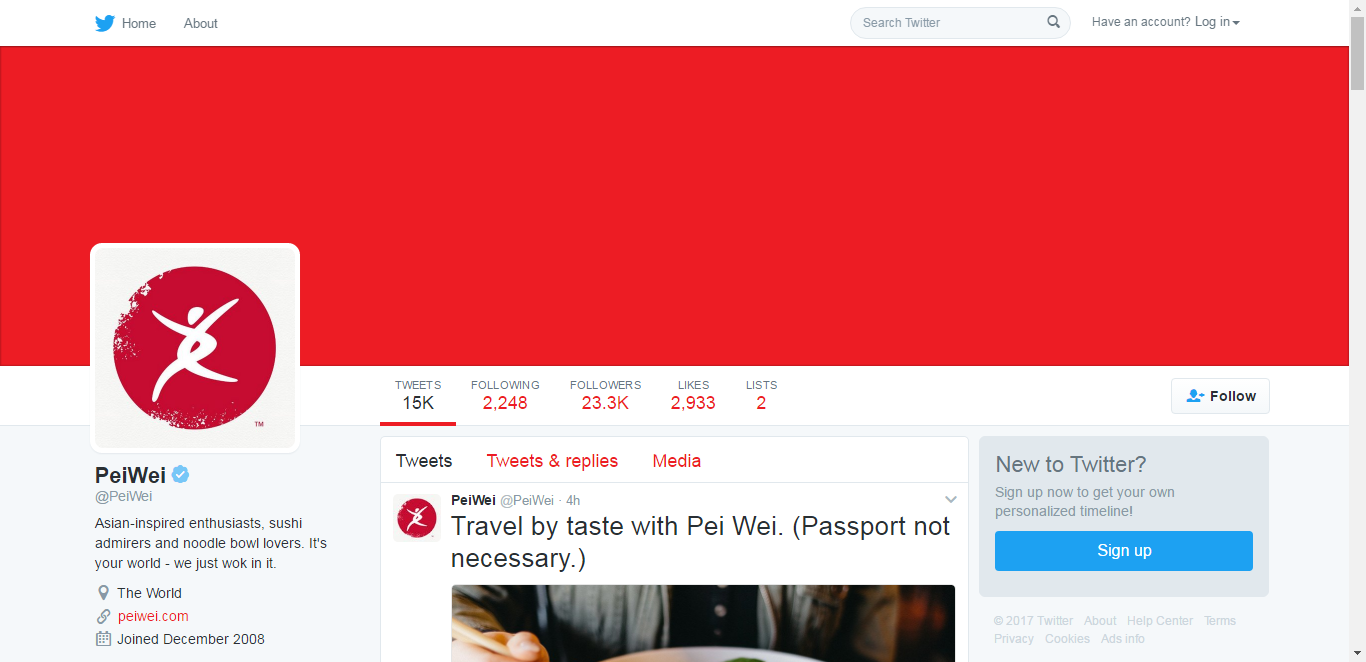 Home
About
Search Twitter
Have an account? Log in
TWEETS
15K
FOLLOWING
2,248
FOLLOWERS
23.3K
LIKES
2,933
LISTS
2
Follow
TM
PeiWei
@PeiWei
Asian-inspired enthusiasts, sushi
admirers and noodle bowl lovers. It's
your world - we just wok in it.
The World
peiwei.com
Joined December 2008
Tweets
Tweets & replies
Media
PeiWei @PeiWei · 4h
Travel by taste with Pei Wei. (Passport not
necessary.)
New to Twitter?
Sign up now to get your own
personalized timeline!
Sign up
© 2017 Twitter About Help Center Terms
Privacy Cookies Ads info